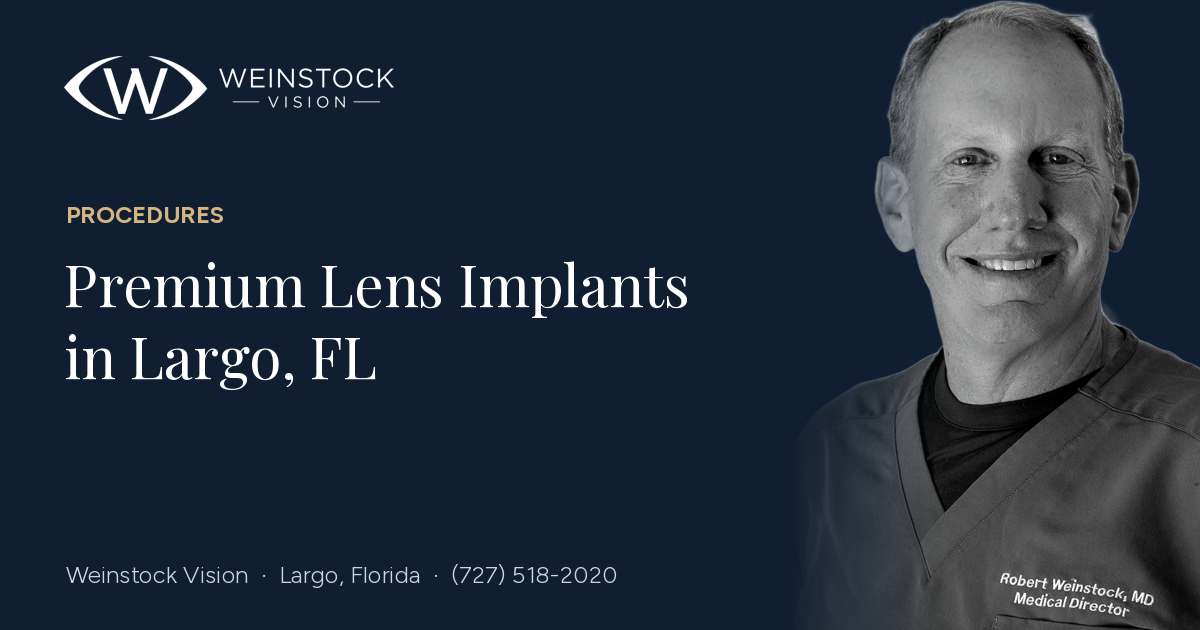 W WEINSTOCK
VISION
PROCEDURES
Premium Lens Implants
in Largo, FL
Weinstock Vision · Largo, Florida · (727) 518-2020
Robert Weinstock, MD
Medical Director